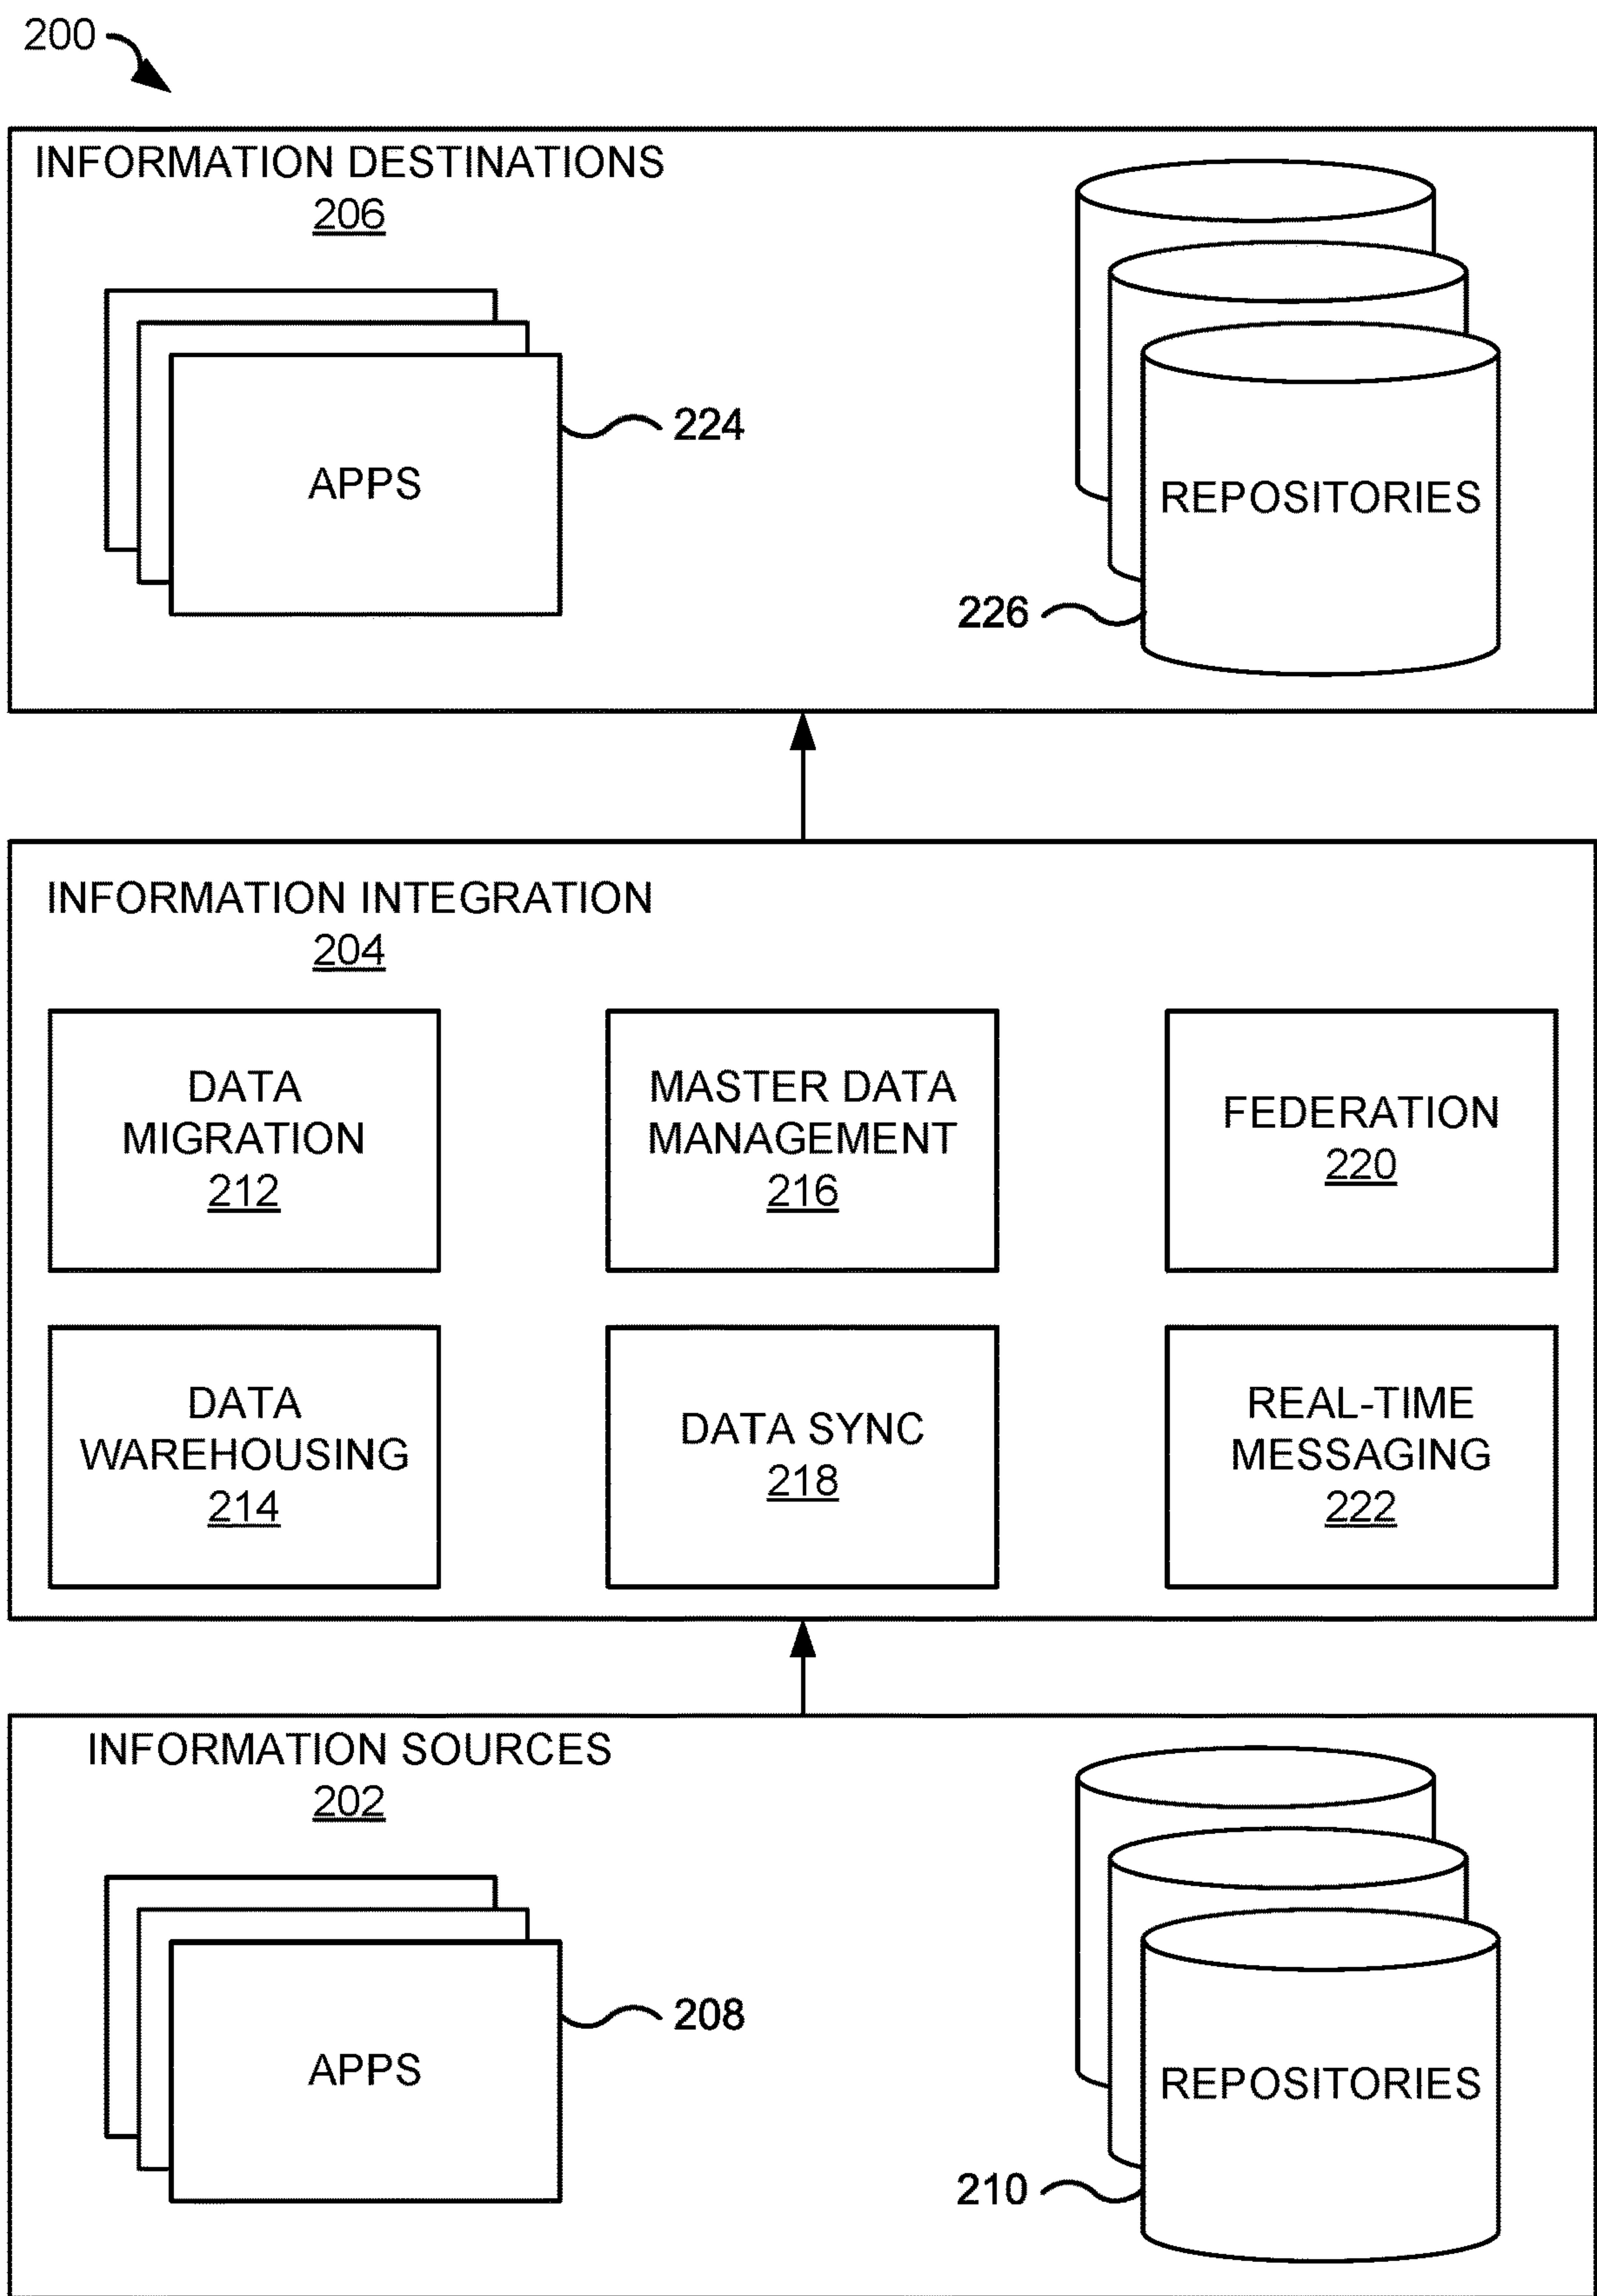 200
INFORMATION DESTINATIONS
206
APPS
224
REPOSITORIES
226
INFORMATION INTEGRATION
204
DATA
MIGRATION
212
MASTER DATA
MANAGEMENT
216
FEDERATION
220
DATA
WAREHOUSING
214
DATA SYNC
218
REAL-TIME
MESSAGING
222
INFORMATION SOURCES
202
APPS
208
REPOSITORIES
210